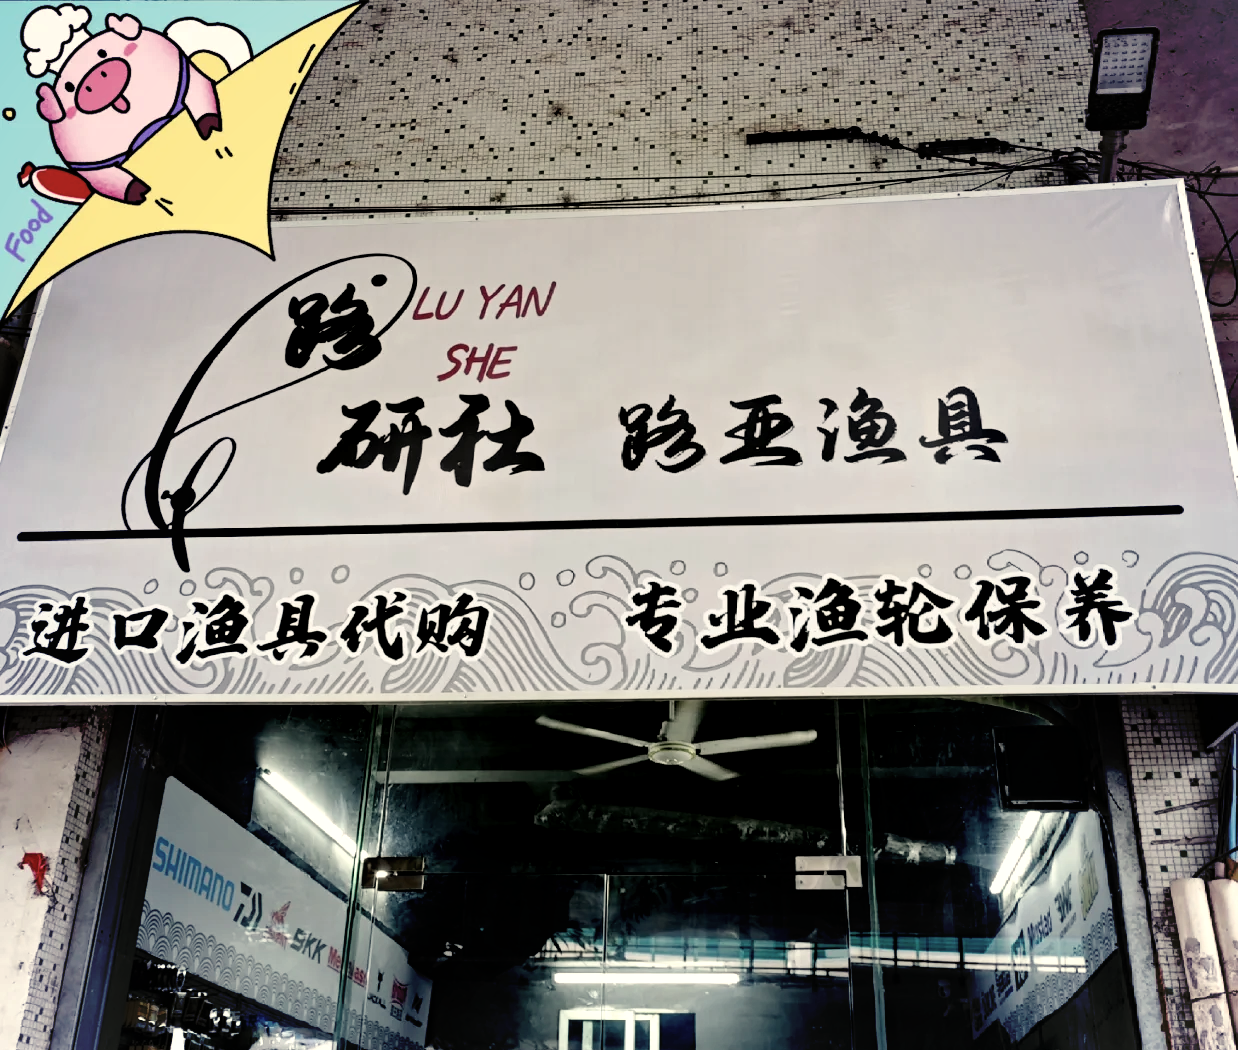 Food
路
LU YAN
SHE
研社 路亚渔具
进口渔具代购 专业渔轮保养
SHIMANO
SKK
Mustad